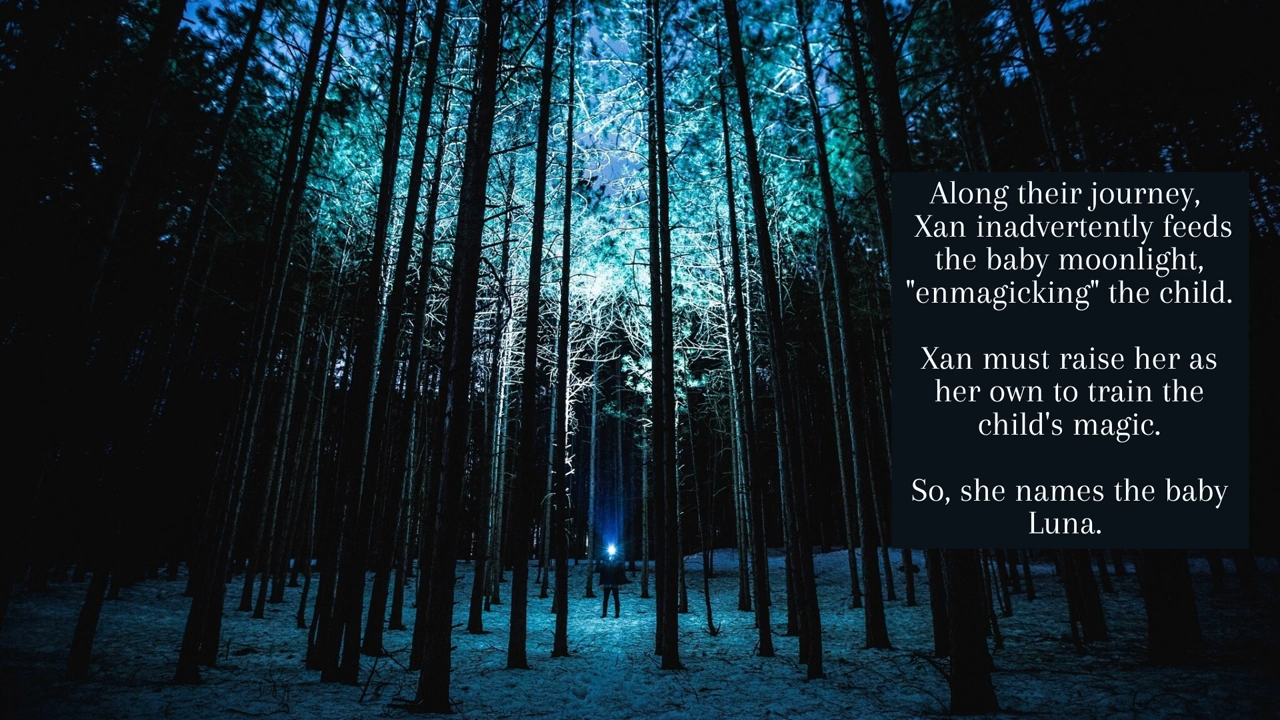 Along their journey,
Xan inadvertently feeds
the baby moonlight,
"enmagicking" the child.
Xan must raise her as
her own to train the
child's magic.
So, she names the baby
Luna.